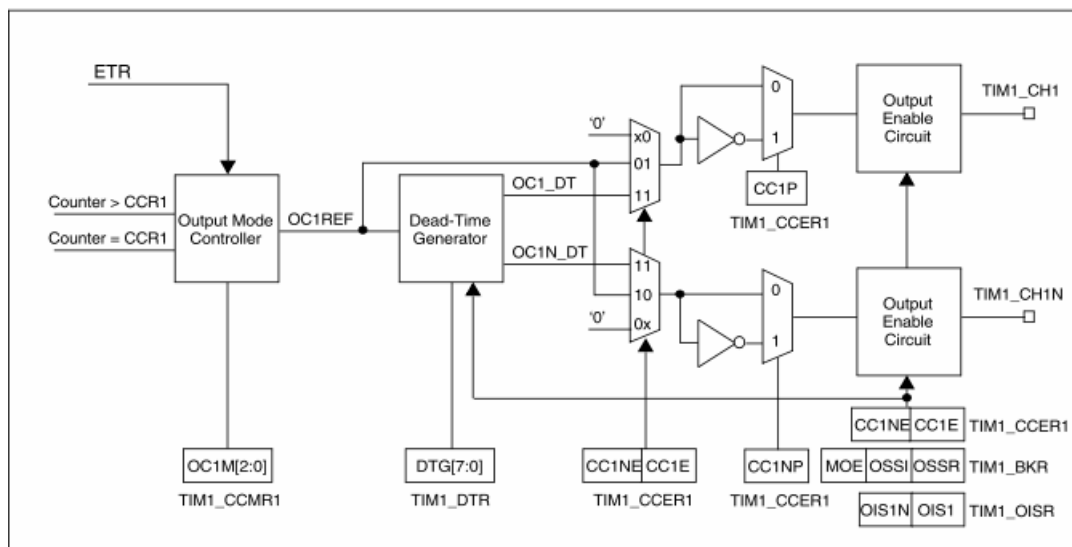 ETR
TIM1_CH1
Output Enable Circuit
'0'
x0
01
11
0
1
CC1P
TIM1_CCER1
Counter > CCR1
Counter = CCR1
Output Mode Controller
OC1REF
Dead-Time Generator
OC1_DT
OC1N_DT
11
10
0x
'0'
0
1
Output Enable Circuit
TIM1_CH1N
OC1M[2:0]
TIM1_CCMR1
DTG[7:0]
TIM1_DTR
CC1NE CC1E
TIM1_CCER1
CC1NP
TIM1_CCER1
CC1NE CC1E TIM1_CCER1
MOE OSSI OSSR TIM1_BKR
OIS1N OIS1 TIM1_OISR